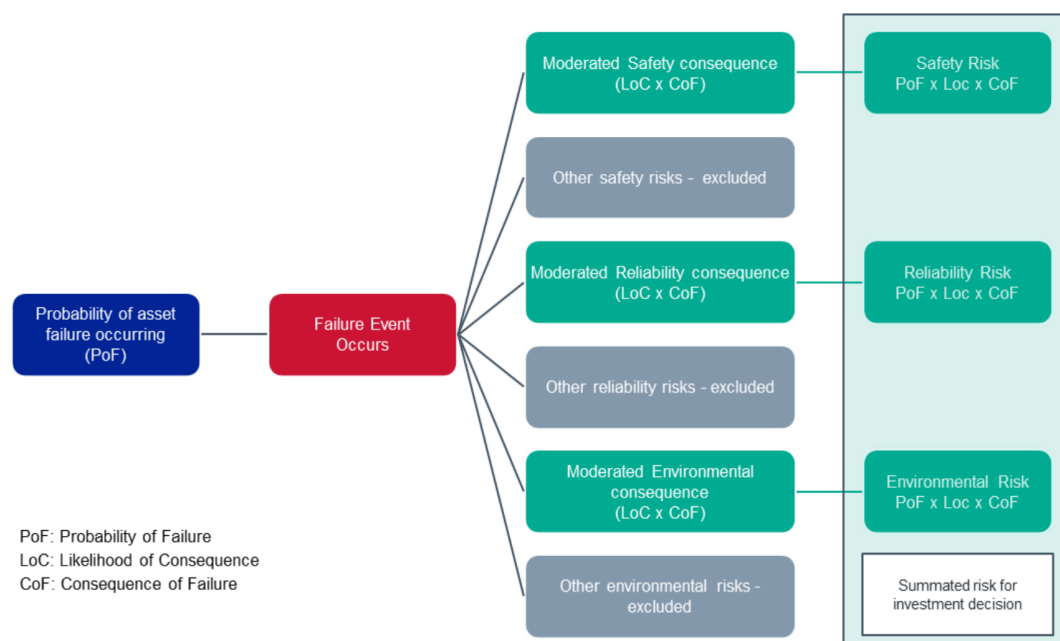 Moderated Safety consequence
(LoC x CoF)
Safety Risk
PoF x Loc x CoF
Other safety risks - excluded
Moderated Reliability consequence
(LoC x CoF)
Reliability Risk
PoF x Loc x CoF
Probability of asset
failure occurring
(PoF)
Failure Event
Occurs
Other reliability risks - excluded
Moderated Environmental
consequence
(LoC x CoF)
Environmental Risk
PoF x Loc x CoF
PoF: Probability of Failure
LoC: Likelihood of Consequence
CoF: Consequence of Failure
Other environmental risks -
excluded
Summated risk for
investment decision